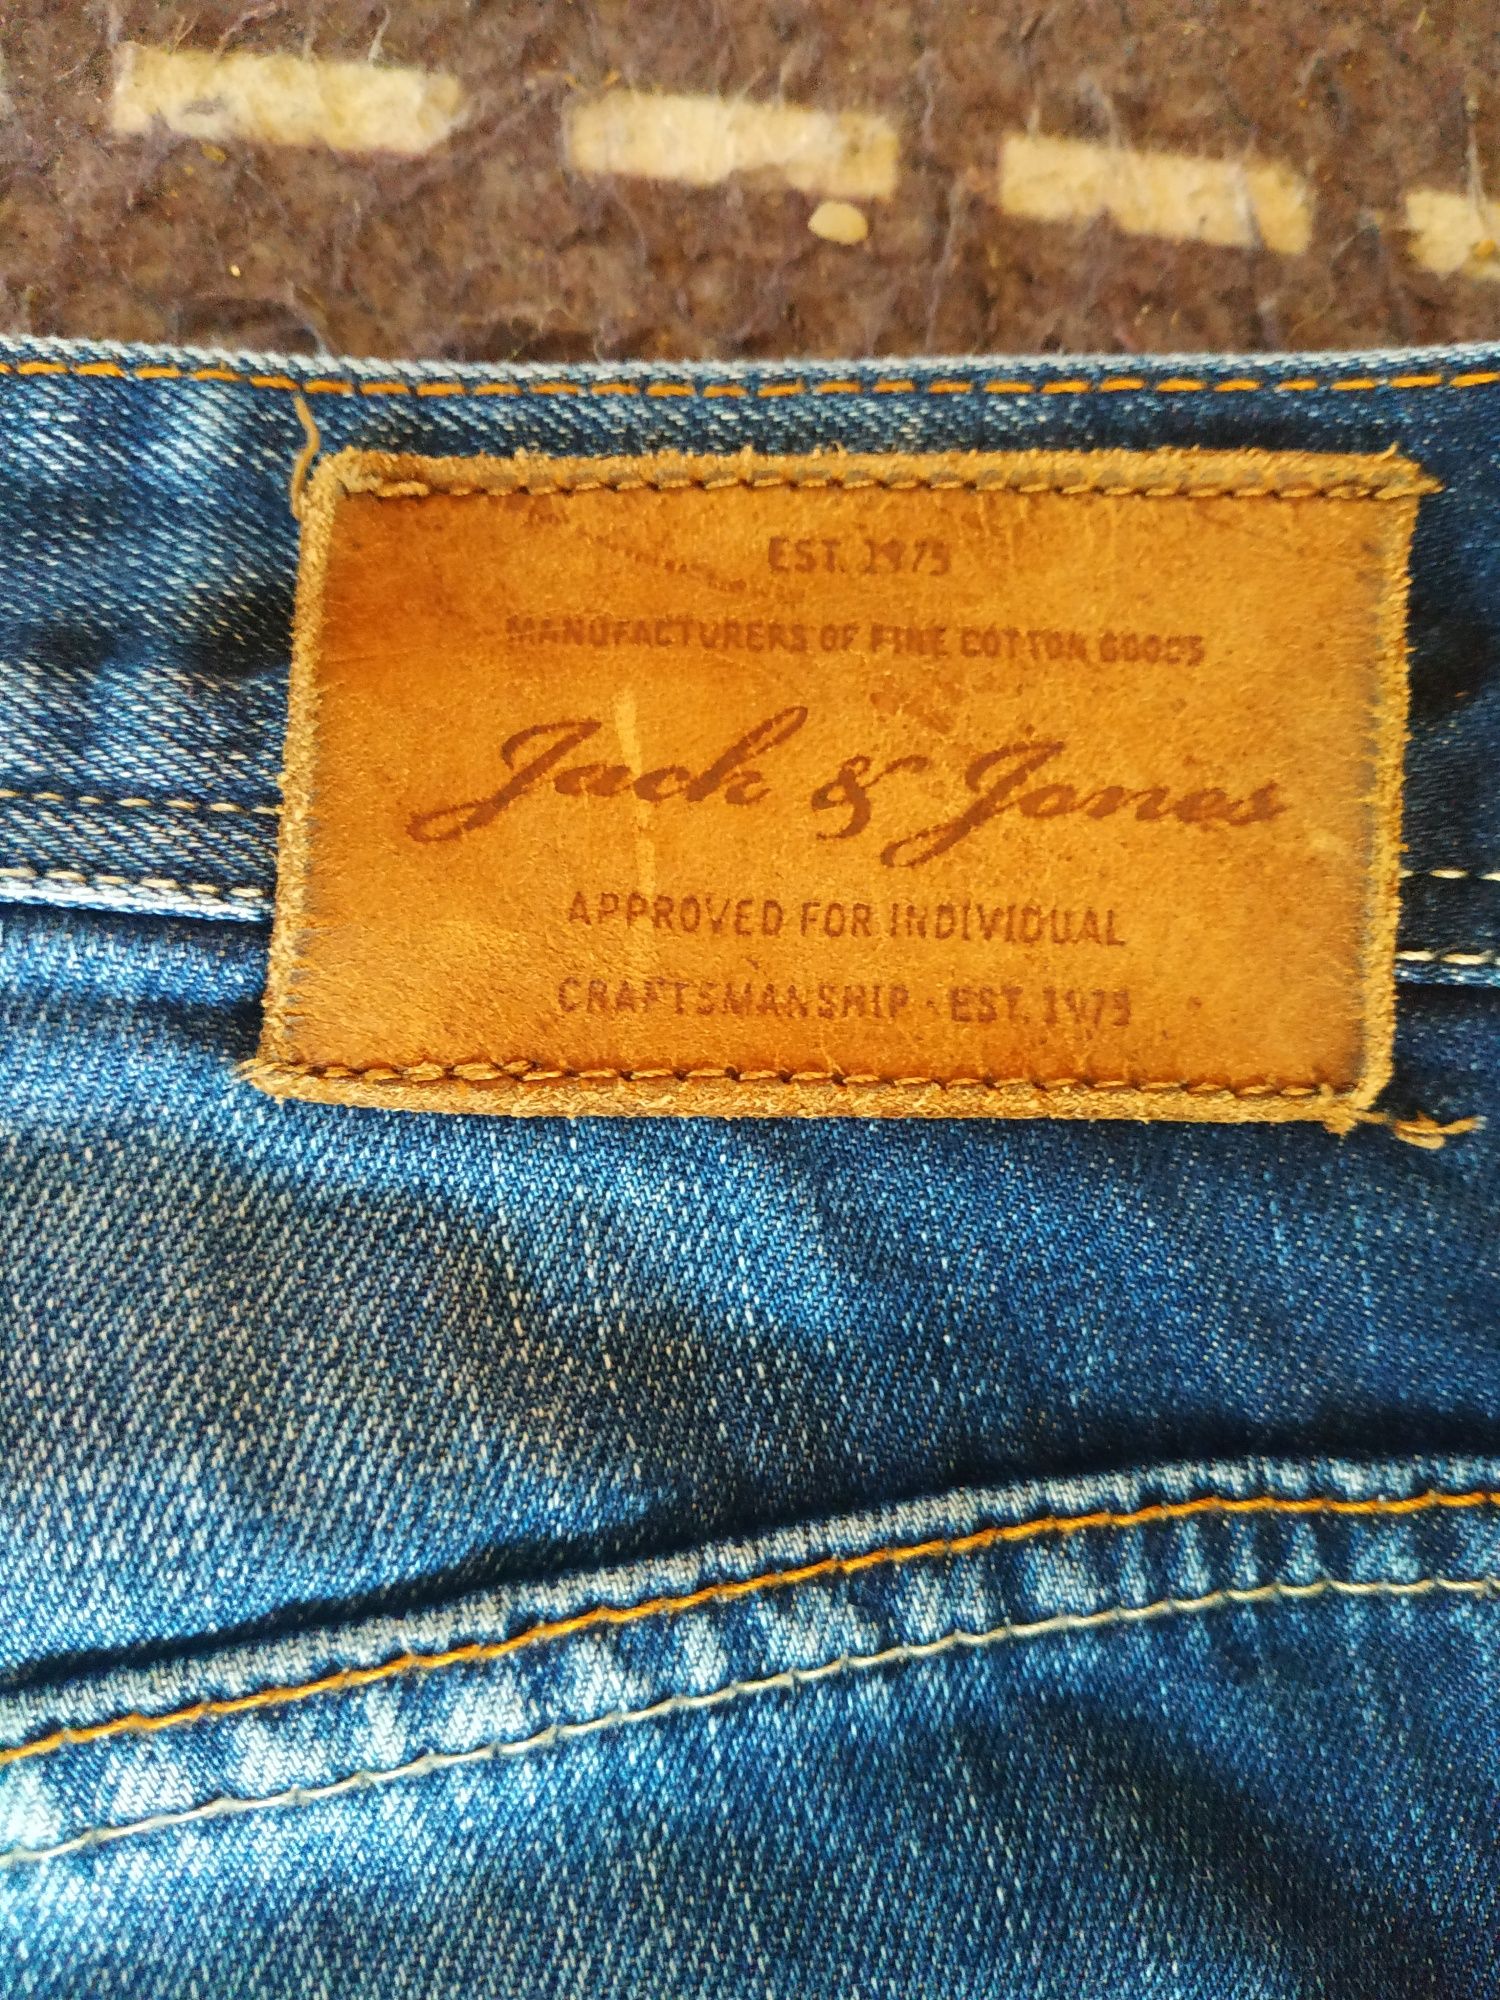 EST. 1975
MANUFACTURERS OF FINE COTTON GOODS
Jack & Jones
APPROVED FOR INDIVIDUAL
CRAFTSMANSHIP - EST. 1975